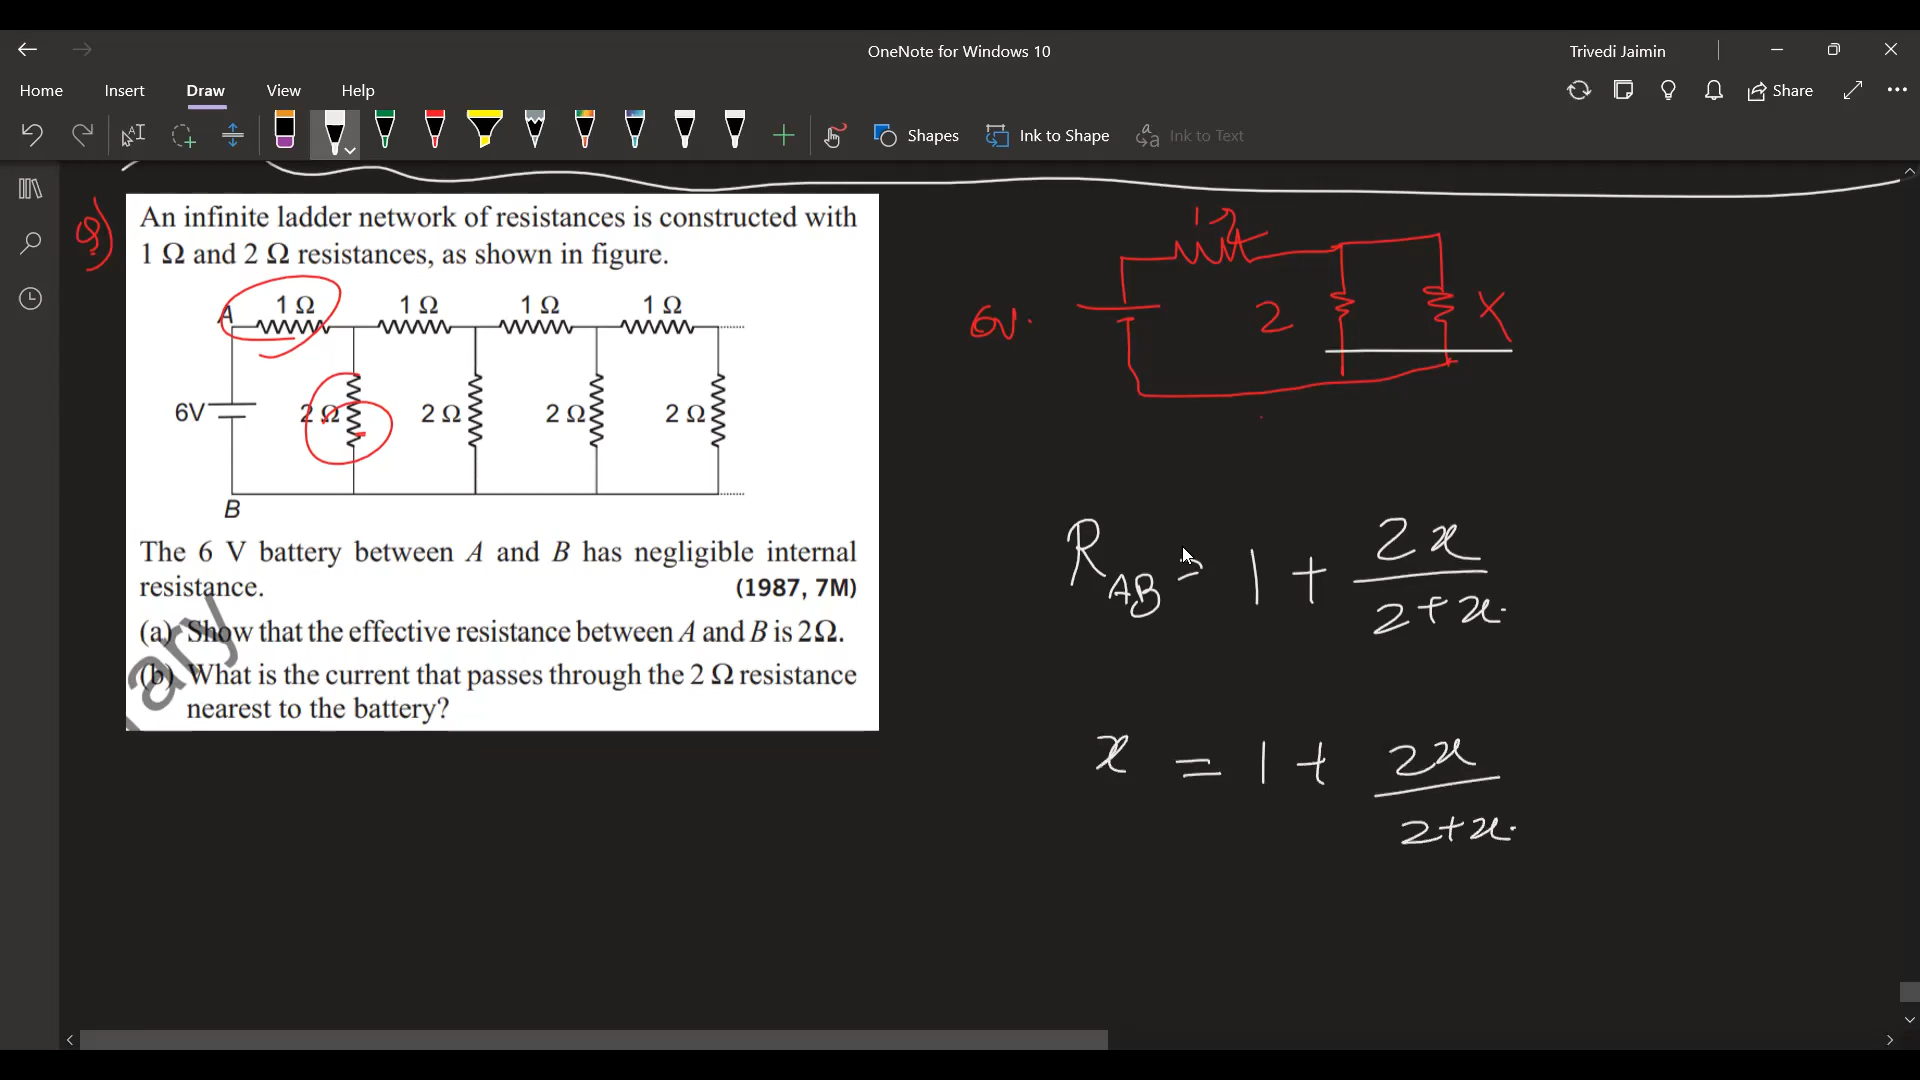 OneNote for Windows 10
Trivedi Jaimin
Home Insert Draw View Help
Share
Shapes
Ink to Shape
Ink to Text
Q)
An infinite ladder network of resistances is constructed with
1 Ω and 2 Ω resistances, as shown in figure.
A 1 Ω 1 Ω 1 Ω 1 Ω
6V 2 Ω 2 Ω 2 Ω 2 Ω
B
The 6 V battery between A and B has negligible internal
resistance. (1987, 7M)
(a) Show that the effective resistance between A and B is 2Ω.
(b) What is the current that passes through the 2 Ω resistance
nearest to the battery?
ary
6V. 2 X
R_AB = 1 + 2x / 2+x.
x = 1 + 2x / 2+x.